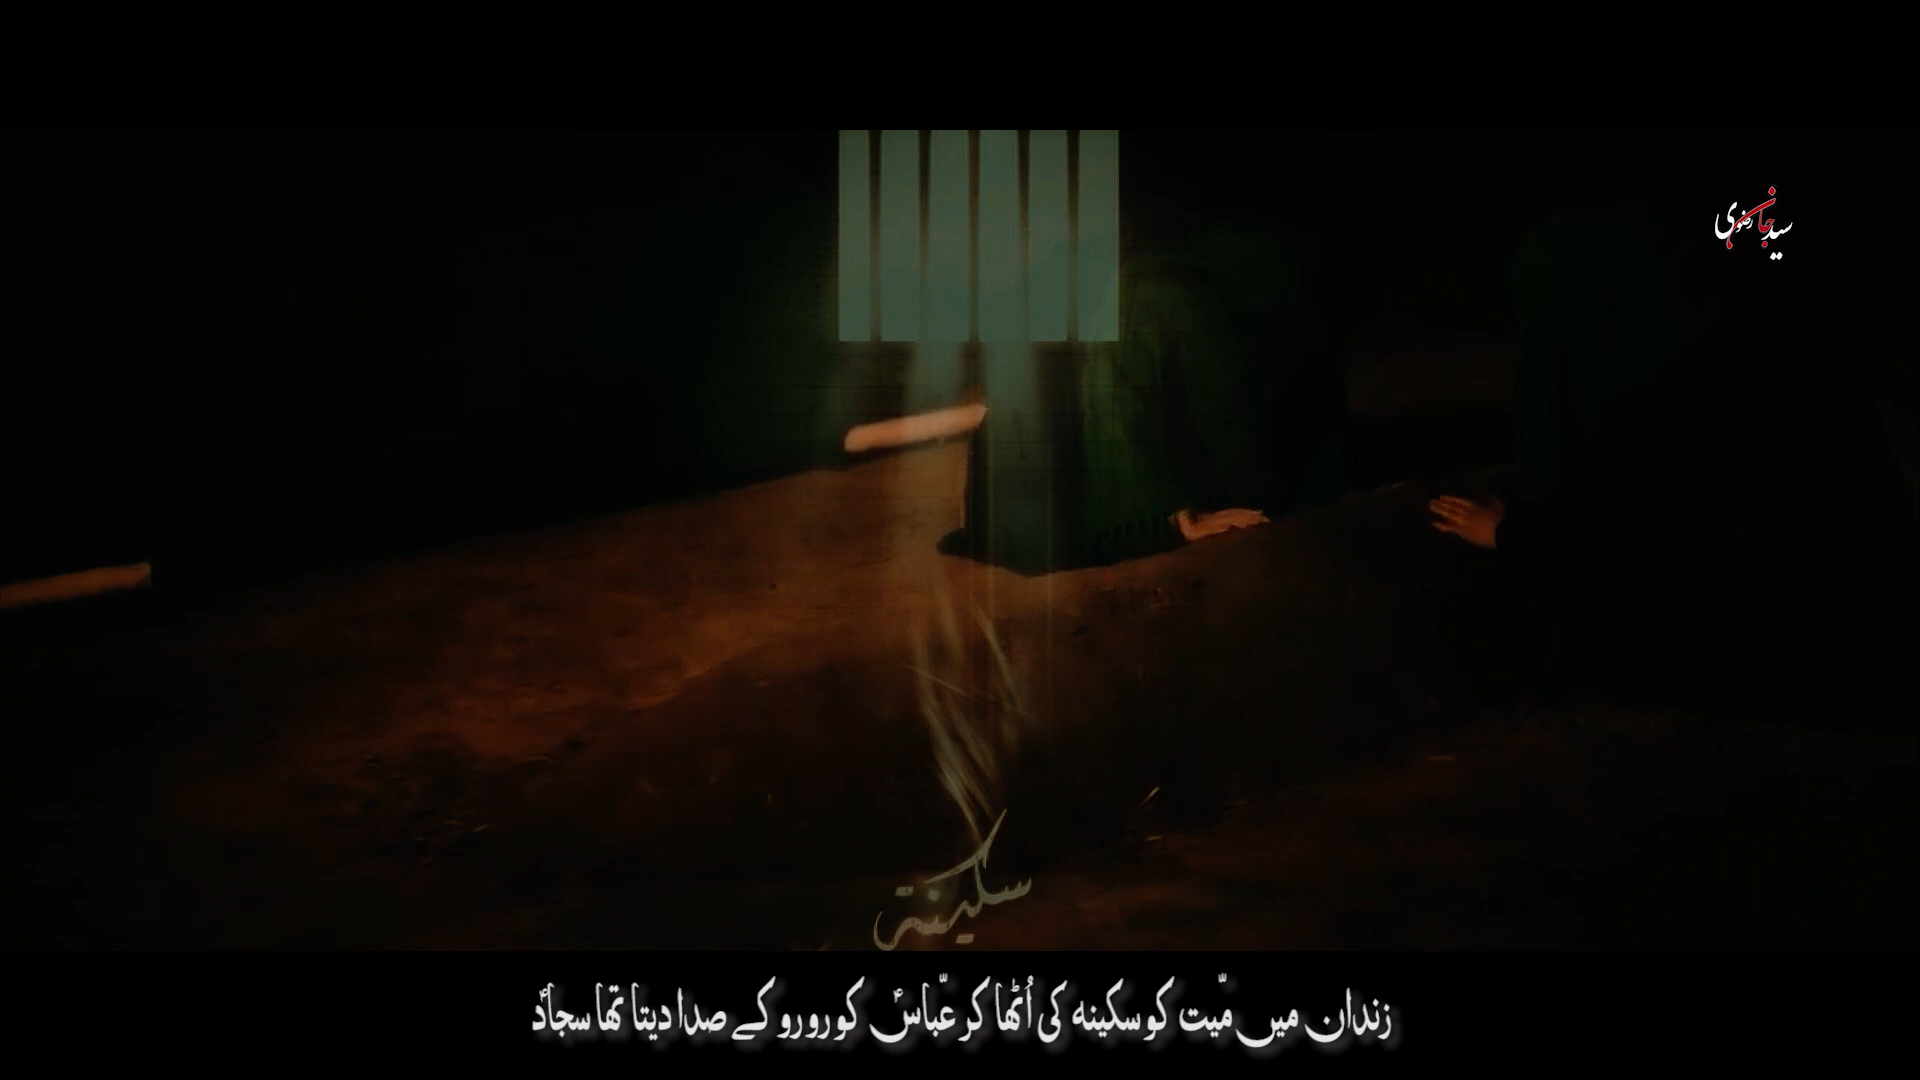 سید جان رضوی
سکینة
زندان میں میّت کو سکینہ کی اُٹھا کر عبّاسؑ کو رو رو کے صدا دیتا تھا سجادؑ